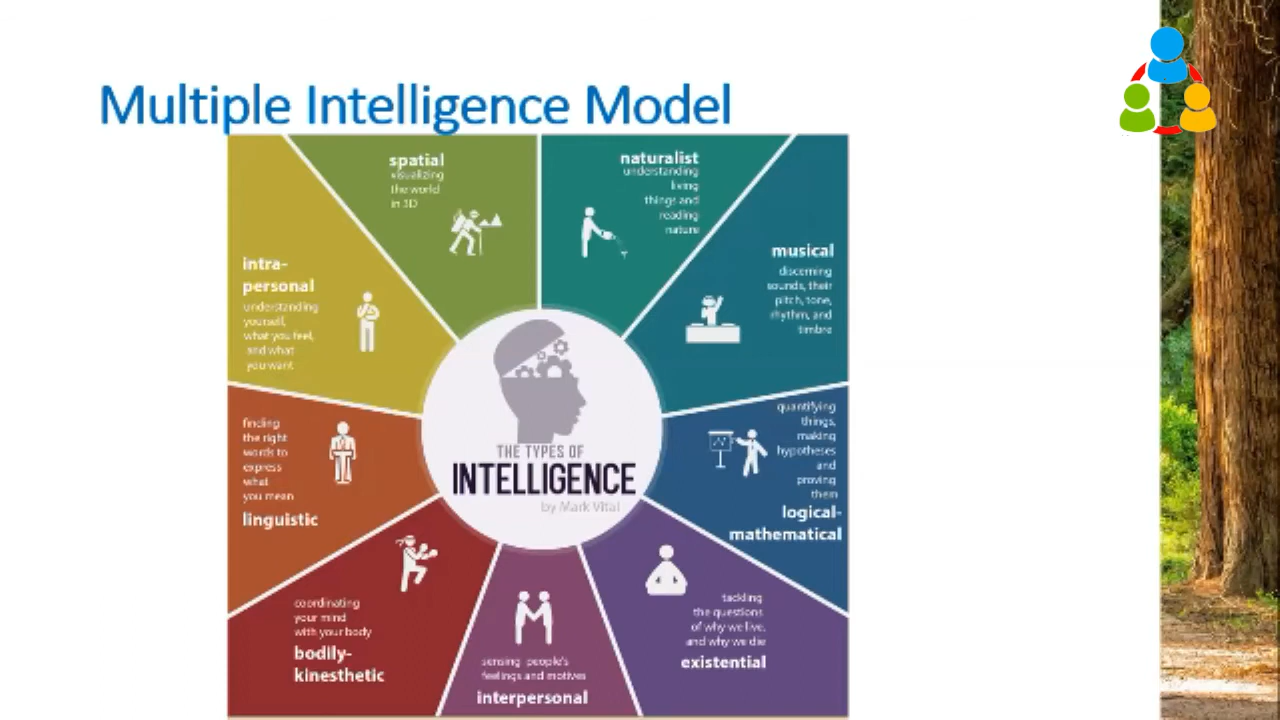 Multiple Intelligence Model
spatial
visualizing
the world
in 3D
naturalist
understanding
living
things and
reading
nature
musical
discerning
sounds, their
pitch, tone,
rhythm, and
timbre
intra-
personal
understanding
yourself,
what you feel,
and what
you want
quantifying
things,
making
hypotheses
and
proving
them
logical-
mathematical
finding
the right
words to
express
what
you mean
linguistic
THE TYPES OF
INTELLIGENCE
by Mark Vital
coordinating
your mind
with your body
bodily-
kinesthetic
sensing people's
feelings and motives
interpersonal
tackling
the questions
of why we live,
and why we die
existential